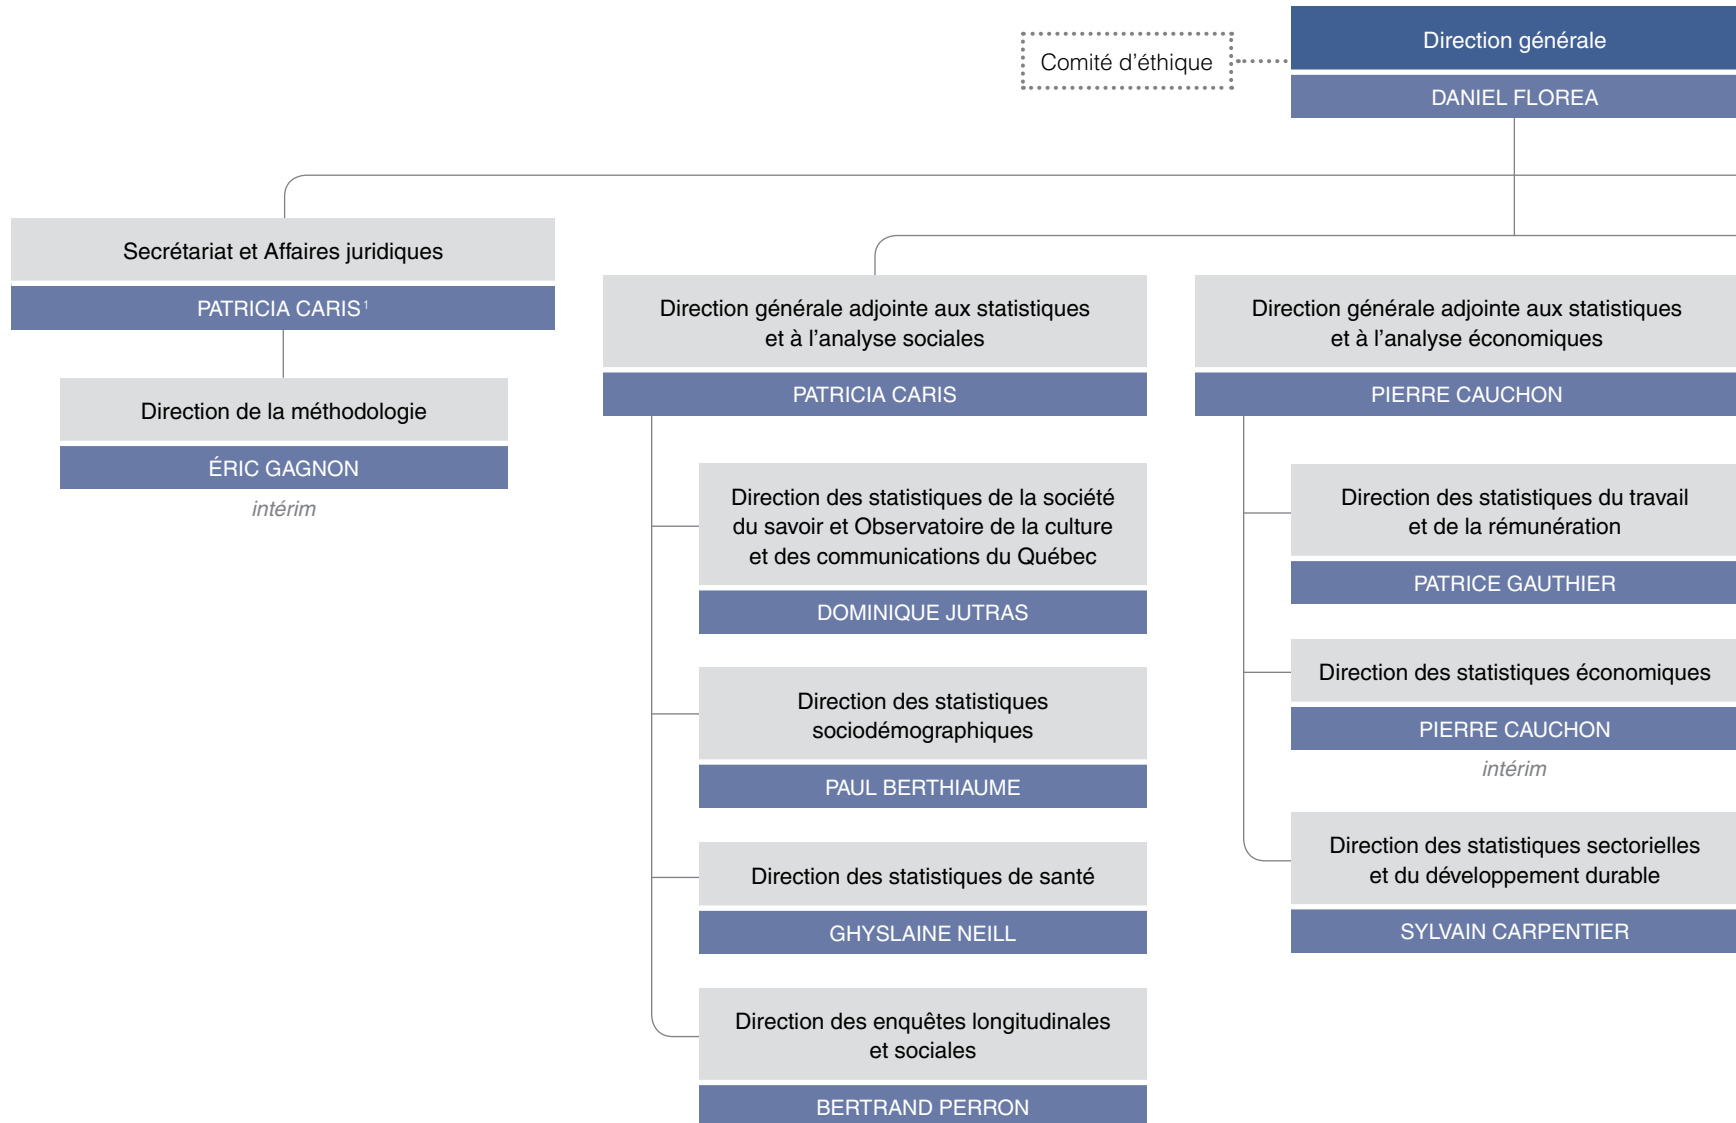 Comité d'éthique
Direction générale
DANIEL FLOREA
Secrétariat et Affaires juridiques
PATRICIA CARIS¹
Direction de la méthodologie
ÉRIC GAGNON
intérim
Direction générale adjointe aux statistiques
et à l'analyse sociales
PATRICIA CARIS
Direction des statistiques de la société
du savoir et Observatoire de la culture
et des communications du Québec
DOMINIQUE JUTRAS
Direction des statistiques
sociodémographiques
PAUL BERTHIAUME
Direction des statistiques de santé
GHYSLAINE NEILL
Direction des enquêtes longitudinales
et sociales
BERTRAND PERRON
Direction générale adjointe aux statistiques
et à l'analyse économiques
PIERRE CAUCHON
Direction des statistiques du travail
et de la rémunération
PATRICE GAUTHIER
Direction des statistiques économiques
PIERRE CAUCHON
intérim
Direction des statistiques sectorielles
et du développement durable
SYLVAIN CARPENTIER